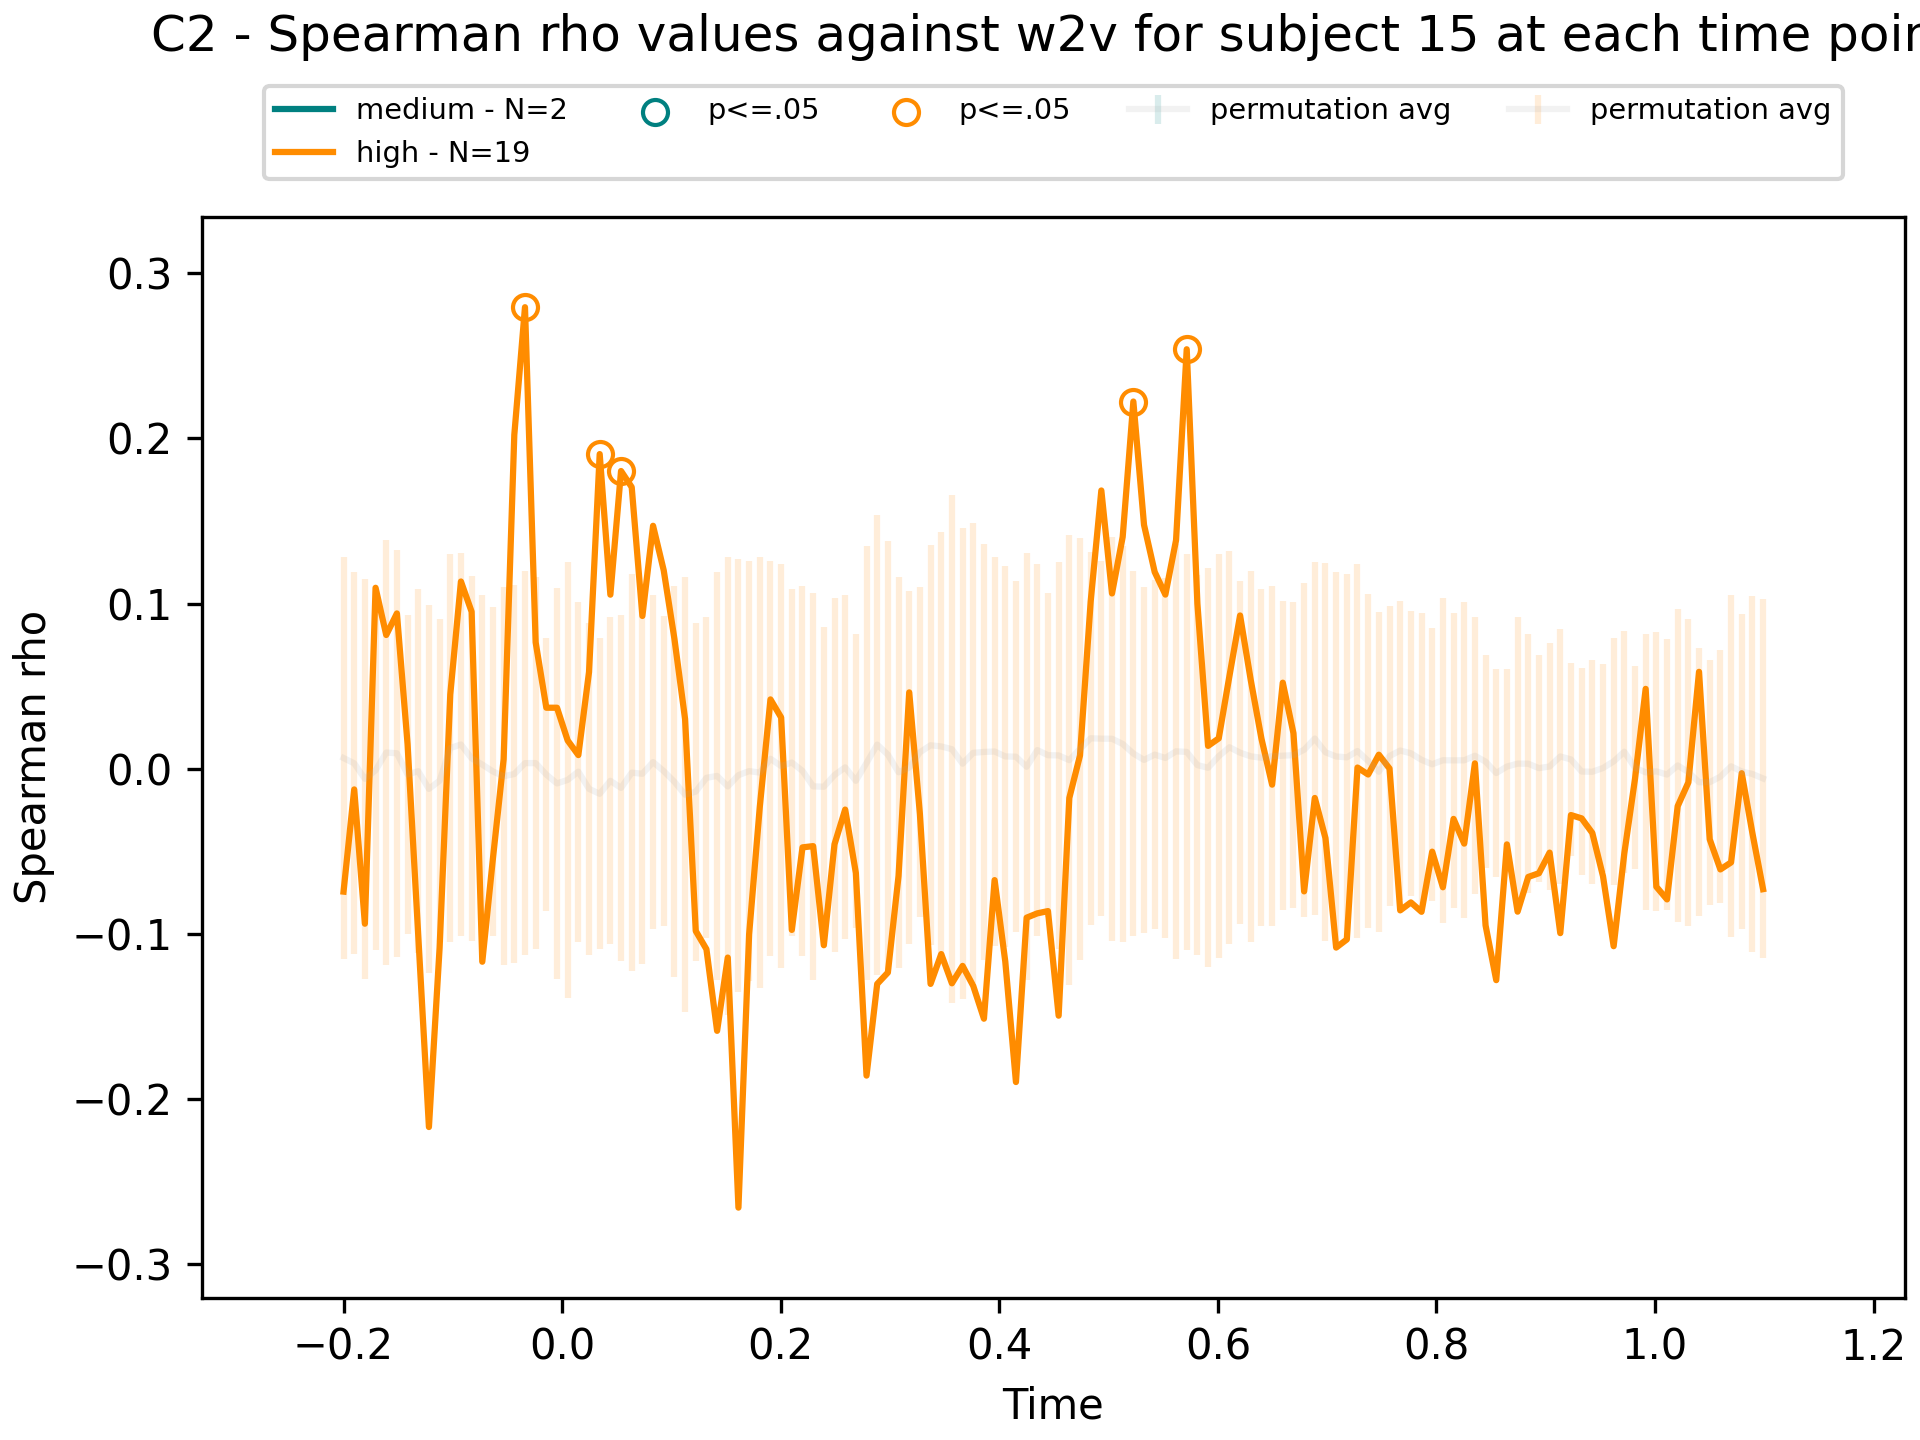 C2 - Spearman rho values against w2v for subject 15 at each time poin
medium - N=2 p<=.05 p<=.05 permutation avg permutation avg
high - N=19
0.3
0.2
0.1
0.0
−0.1
−0.2
−0.3
Spearman rho
−0.2 0.0 0.2 0.4 0.6 0.8 1.0 1.2
Time